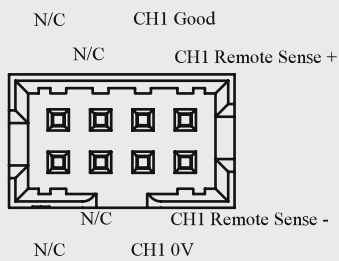 N/C CH1 Good
N/C CH1 Remote Sense +
N/C CH1 Remote Sense -
N/C CH1 0V